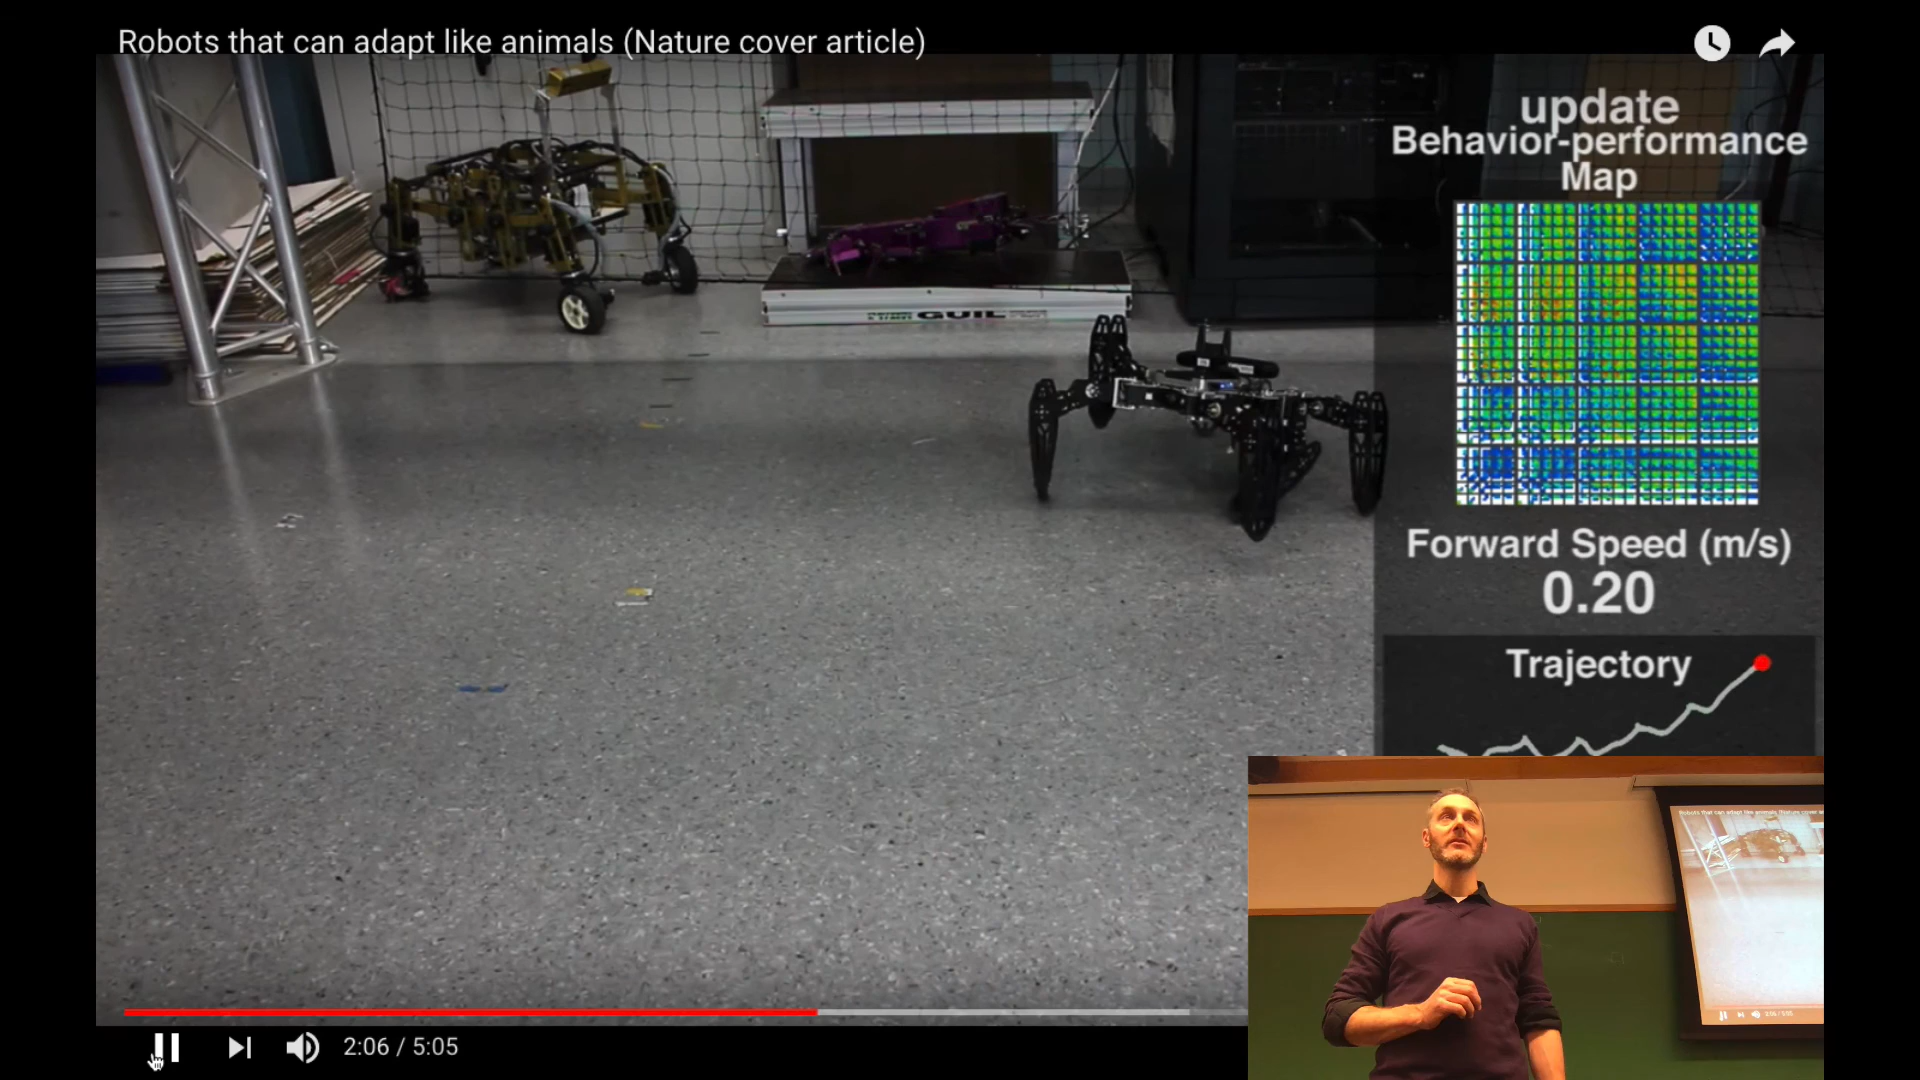 Robots that can adapt like animals (Nature cover article)
update
Behavior-performance
Map
GUIL
Forward Speed (m/s)
0.20
Trajectory
2:06 / 5:05